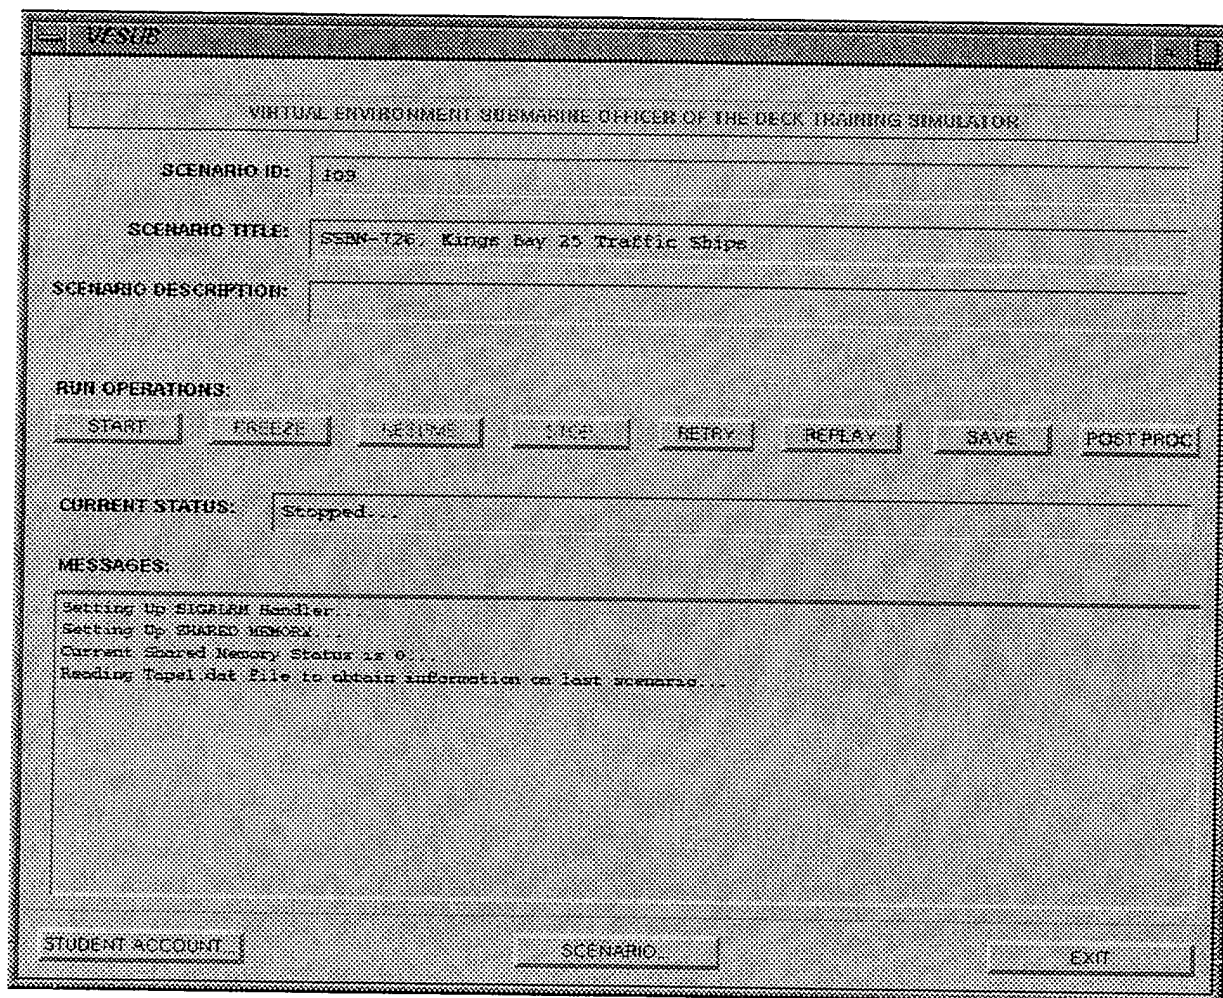 VESUB
VIRTUAL ENVIRONMENT SUBMARINE OFFICER OF THE DECK TRAINING SIMULATOR
SCENARIO ID: 109
SCENARIO TITLE: SSBN-726, Kings Bay 25 Traffic Ships
SCENARIO DESCRIPTION:
RUN OPERATIONS:
START FREEZE RESUME STOP RETRY REPLAY SAVE POST PROC
CURRENT STATUS: Stopped...
MESSAGES:
Setting Up SIGALRM Handler...
Setting Up SHARED MEMORY...
Current Shared Memory Status is 0...
Reading Tape1.dat file to obtain information on last scenario...
STUDENT ACCOUNT... SCENARIO... EXIT